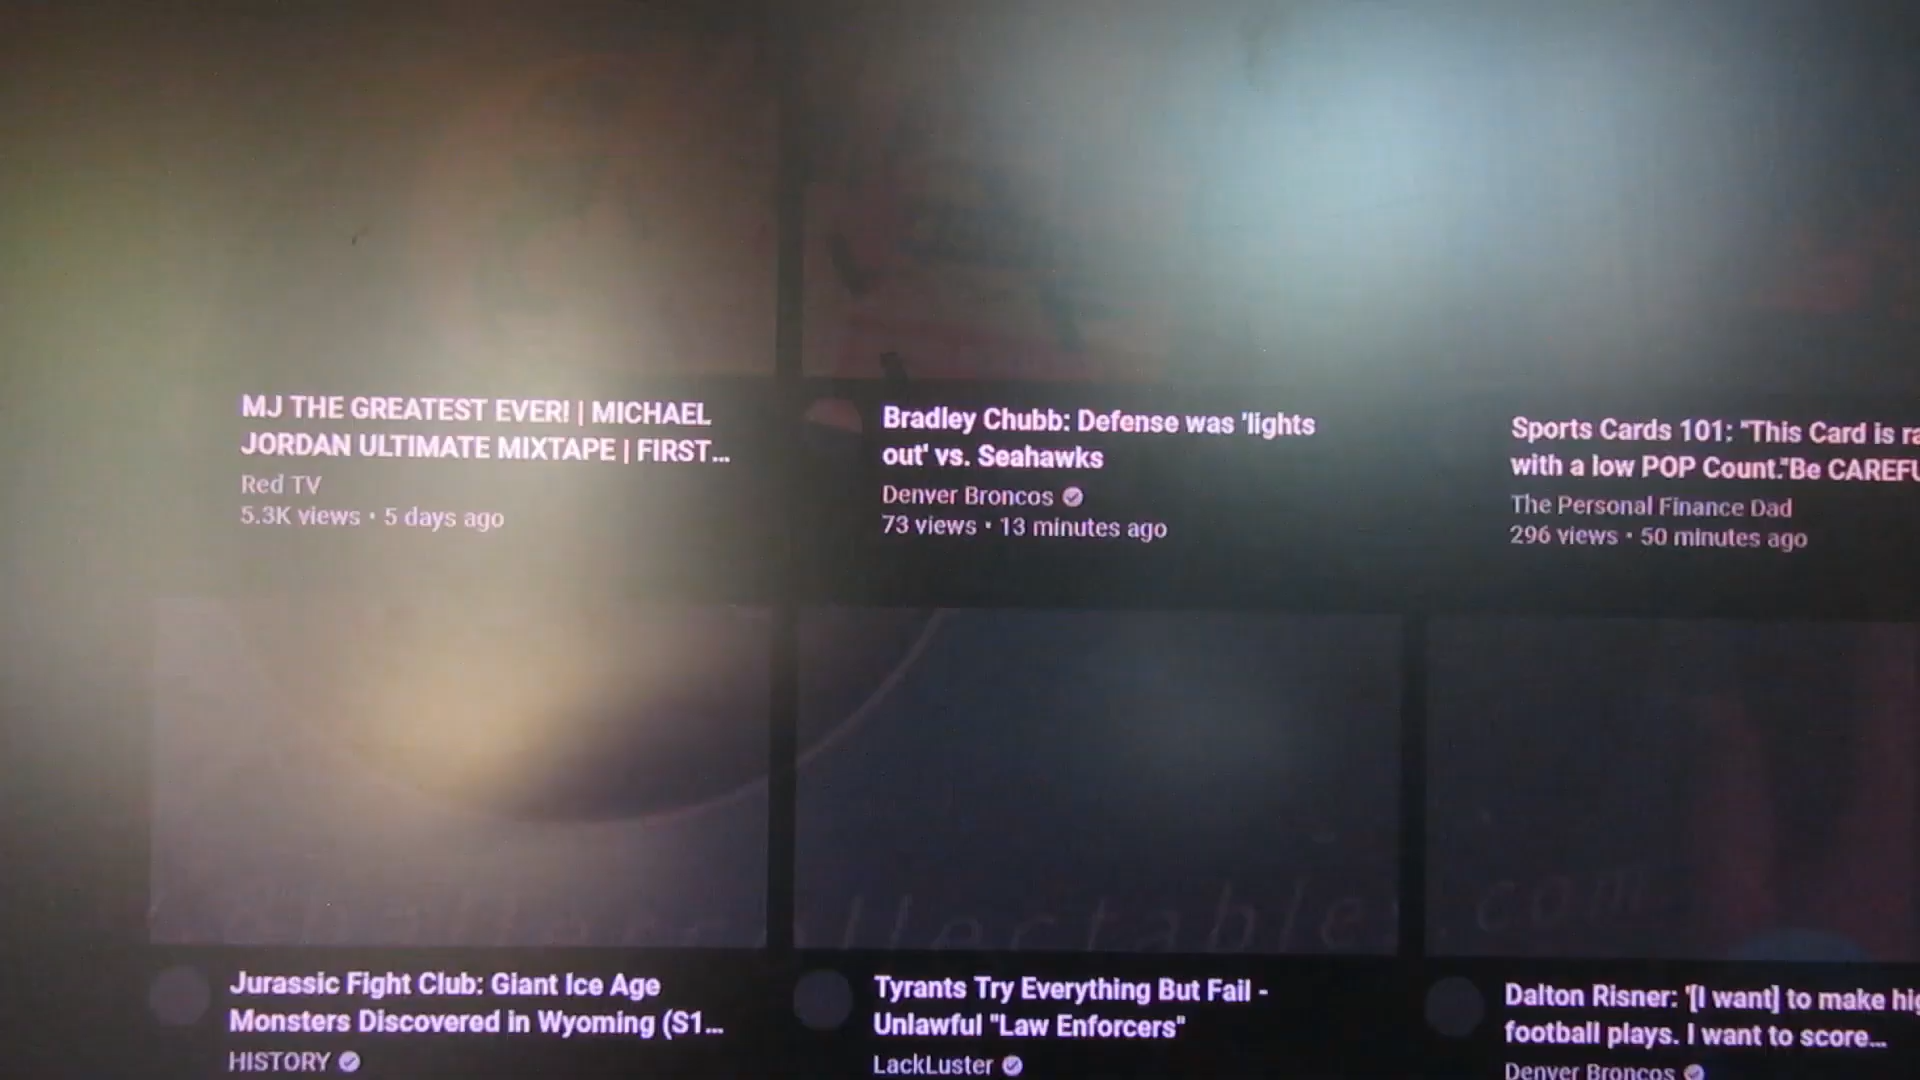 MJ THE GREATEST EVER! | MICHAEL
JORDAN ULTIMATE MIXTAPE | FIRST...
Red TV
5.3K views • 5 days ago
Bradley Chubb: Defense was 'lights
out' vs. Seahawks
Denver Broncos
73 views • 13 minutes ago
Sports Cards 101: "This Card is ra
with a low POP Count."Be CAREFU
The Personal Finance Dad
296 views • 50 minutes ago
Jurassic Fight Club: Giant Ice Age
Monsters Discovered in Wyoming (S1...
HISTORY
Tyrants Try Everything But Fail -
Unlawful "Law Enforcers"
LackLuster
Dalton Risner: '[I want] to make hig
football plays. I want to score...
Denver Broncos